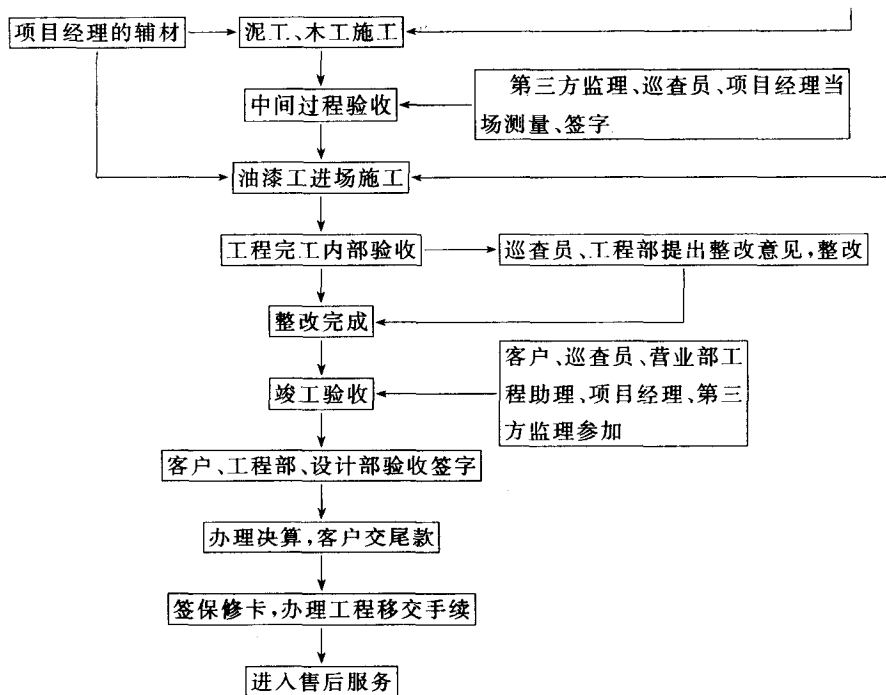 项目经理的辅材
泥工、木工施工
中间过程验收
第三方监理、巡查员、项目经理当
场测量、签字
油漆工进场施工
工程完工内部验收
巡查员、工程部提出整改意见,整改
整改完成
客户、巡查员、营业部工
程助理、项目经理、第三
方监理参加
竣工验收
客户、工程部、设计部验收签字
办理决算,客户交尾款
签保修卡,办理工程移交手续
进入售后服务